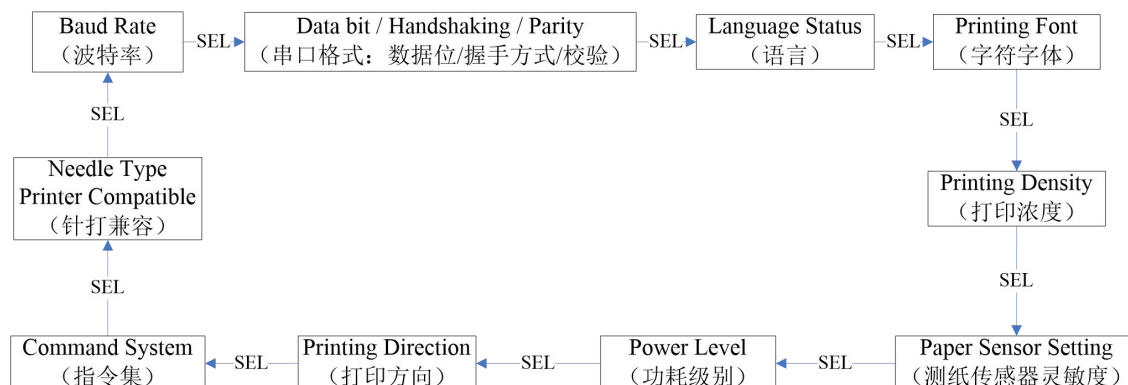 Baud Rate
（波特率）
SEL
Data bit / Handshaking / Parity
（串口格式：数据位/握手方式/校验）
SEL
Language Status
（语言）
SEL
Printing Font
（字符字体）
SEL
Printing Density
（打印浓度）
SEL
Paper Sensor Setting
（测纸传感器灵敏度）
SEL
Power Level
（功耗级别）
SEL
Printing Direction
（打印方向）
SEL
Command System
（指令集）
SEL
Needle Type
Printer Compatible
（针打兼容）
SEL